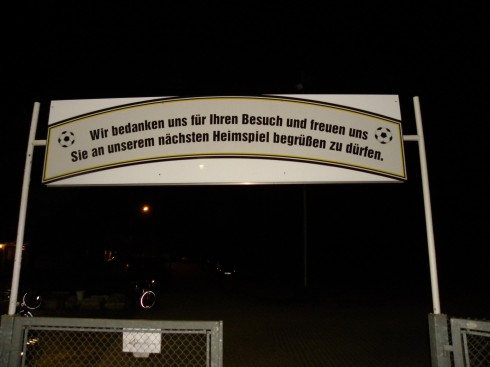 Wir bedanken uns für Ihren Besuch und freuen uns
Sie an unserem nächsten Heimspiel begrüßen zu dürfen.